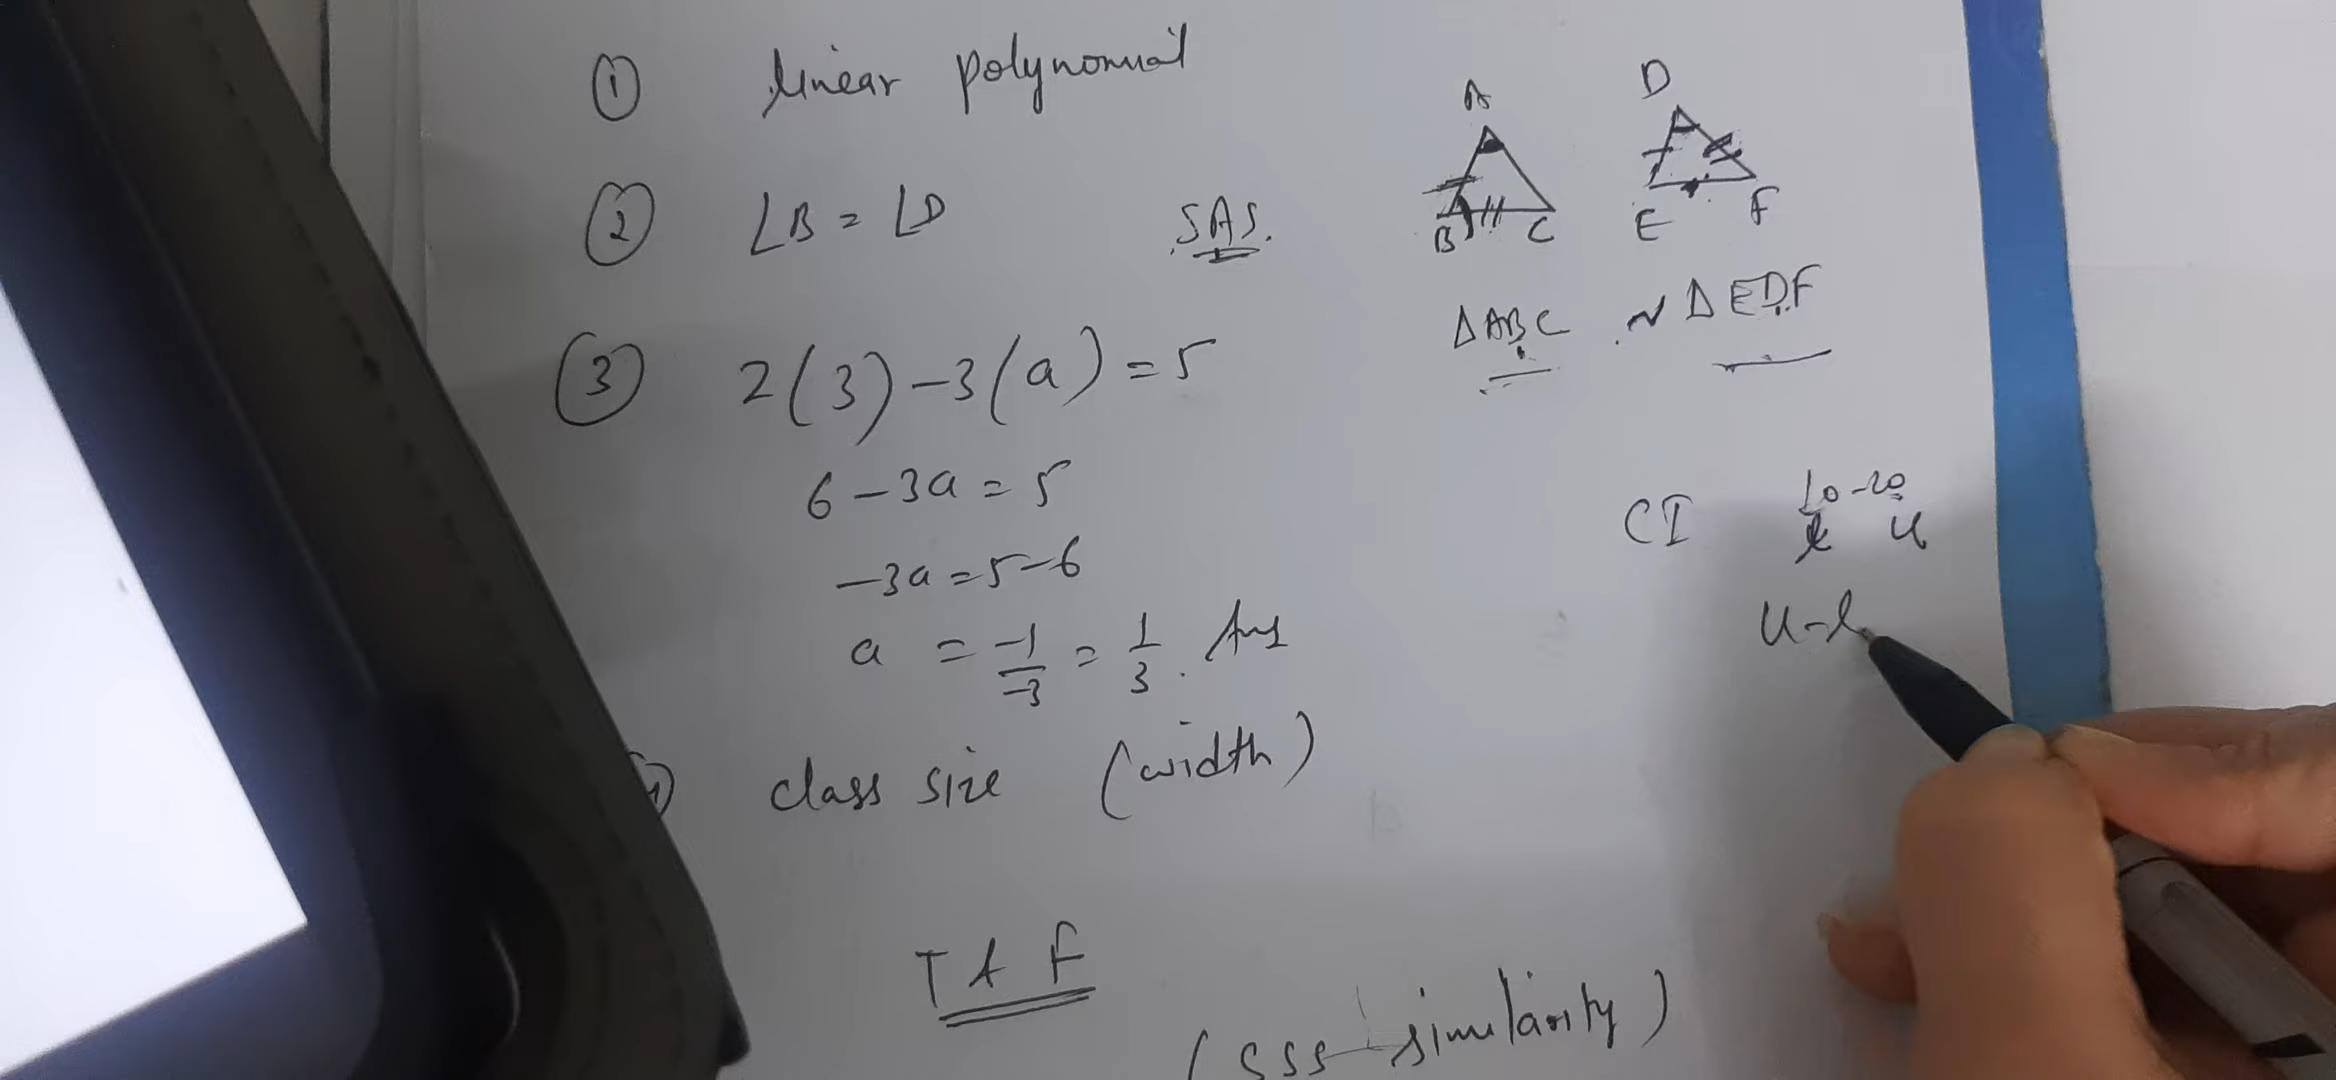 ① linear polynomial
② ∠B = ∠D SAS.
A
B C
D
E F
ΔABC ~ ΔEDF
③ 2(3) -3(a) = 5
6 - 3a = 5
-3a = 5-6
a = -1/-3 = 1/3. Ans
CI 10-20
l u
u-l
class size (width)
T & F
(SSS similarity)